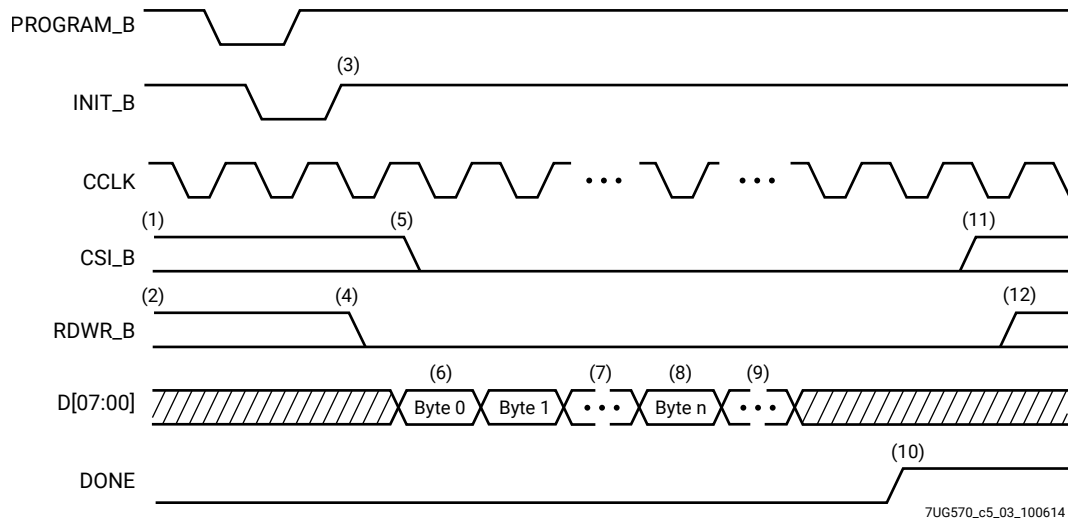 PROGRAM_B
(3)
INIT_B
CCLK
(1) (5) (11)
CSI_B
(2) (4) (12)
RDWR_B
(6) (7) (8) (9)
D[07:00] Byte 0 Byte 1 Byte n
(10)
DONE
7UG570_c5_03_100614